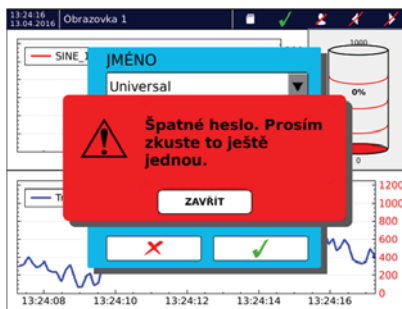 13:24:16
13.04.2016
Obrazovka 1
SINE_1
JMÉNO
1000
Universal
0%
Špatné heslo. Prosím
zkuste to ještě
jednou.
0
ZAVŘÍT
1200
1000
800
600
400
200
0
13:24:08 13:24:10 13:24:12 13:24:14 13:24:16